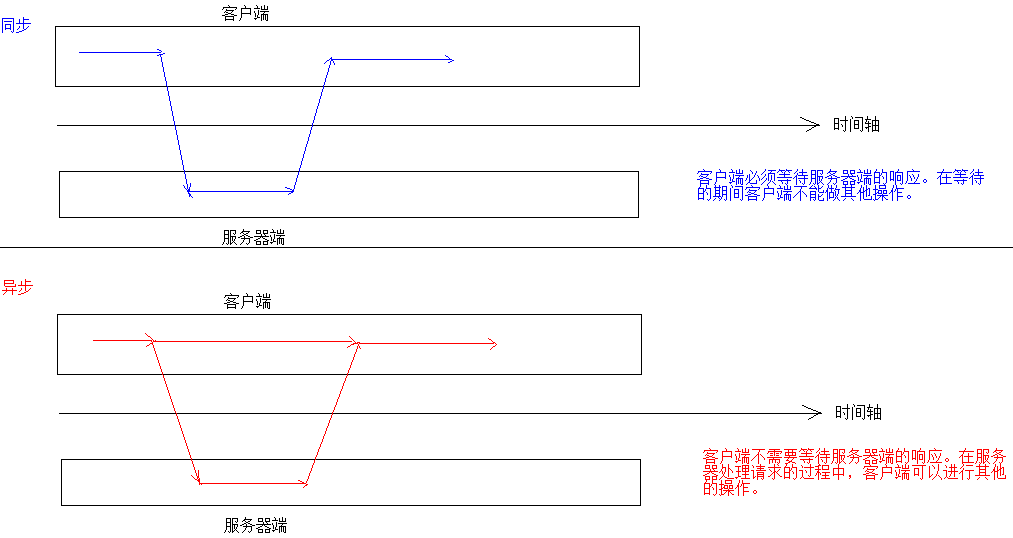 客户端
同步
时间轴
客户端必须等待服务器端的响应。在等待
的期间客户端不能做其他操作。
服务器端
异步
客户端
时间轴
客户端不需要等待服务器端的响应。在服务
器处理请求的过程中，客户端可以进行其他
的操作。
服务器端